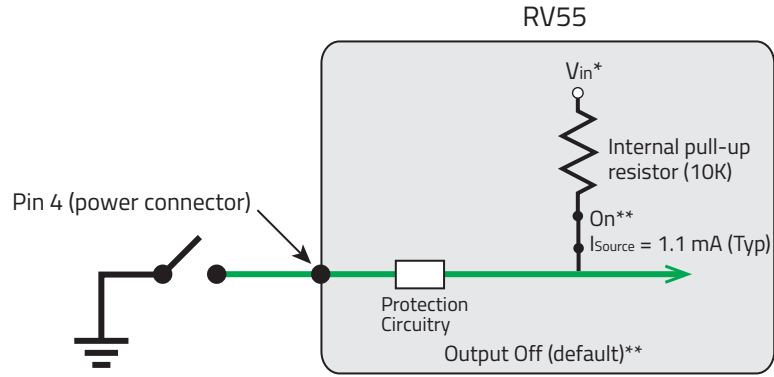 RV55
Vin*
Internal pull-up
resistor (10K)
Pin 4 (power connector)
On**
ISource = 1.1 mA (Typ)
Protection
Circuitry
Output Off (default)**